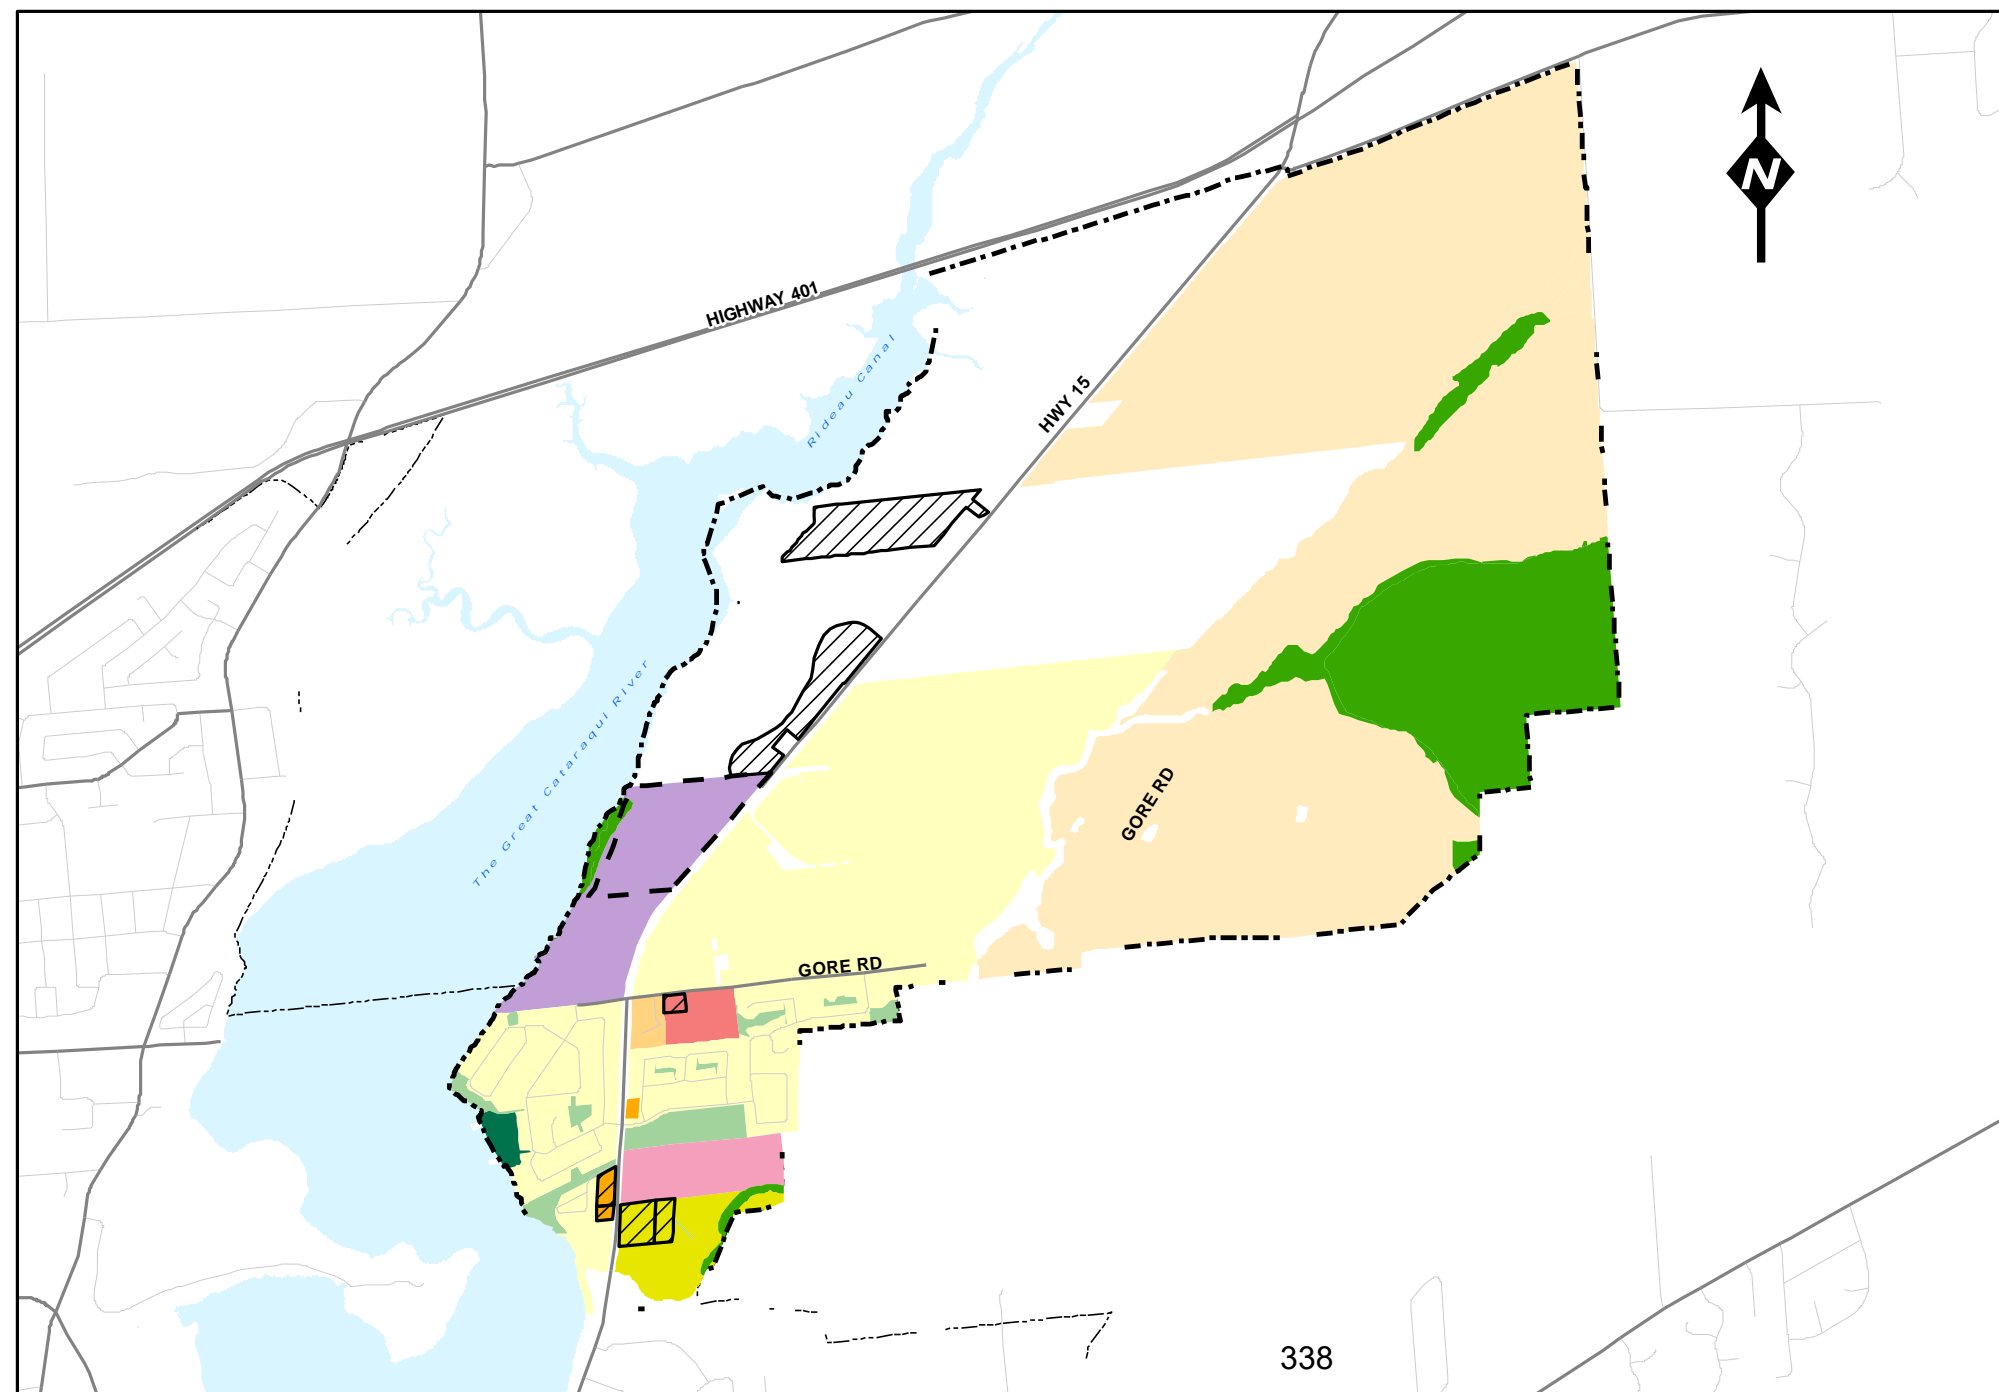 N
HIGHWAY 401
Rideau Canal
HWY 15
The Great Cataraqui River
GORE RD
GORE RD
338